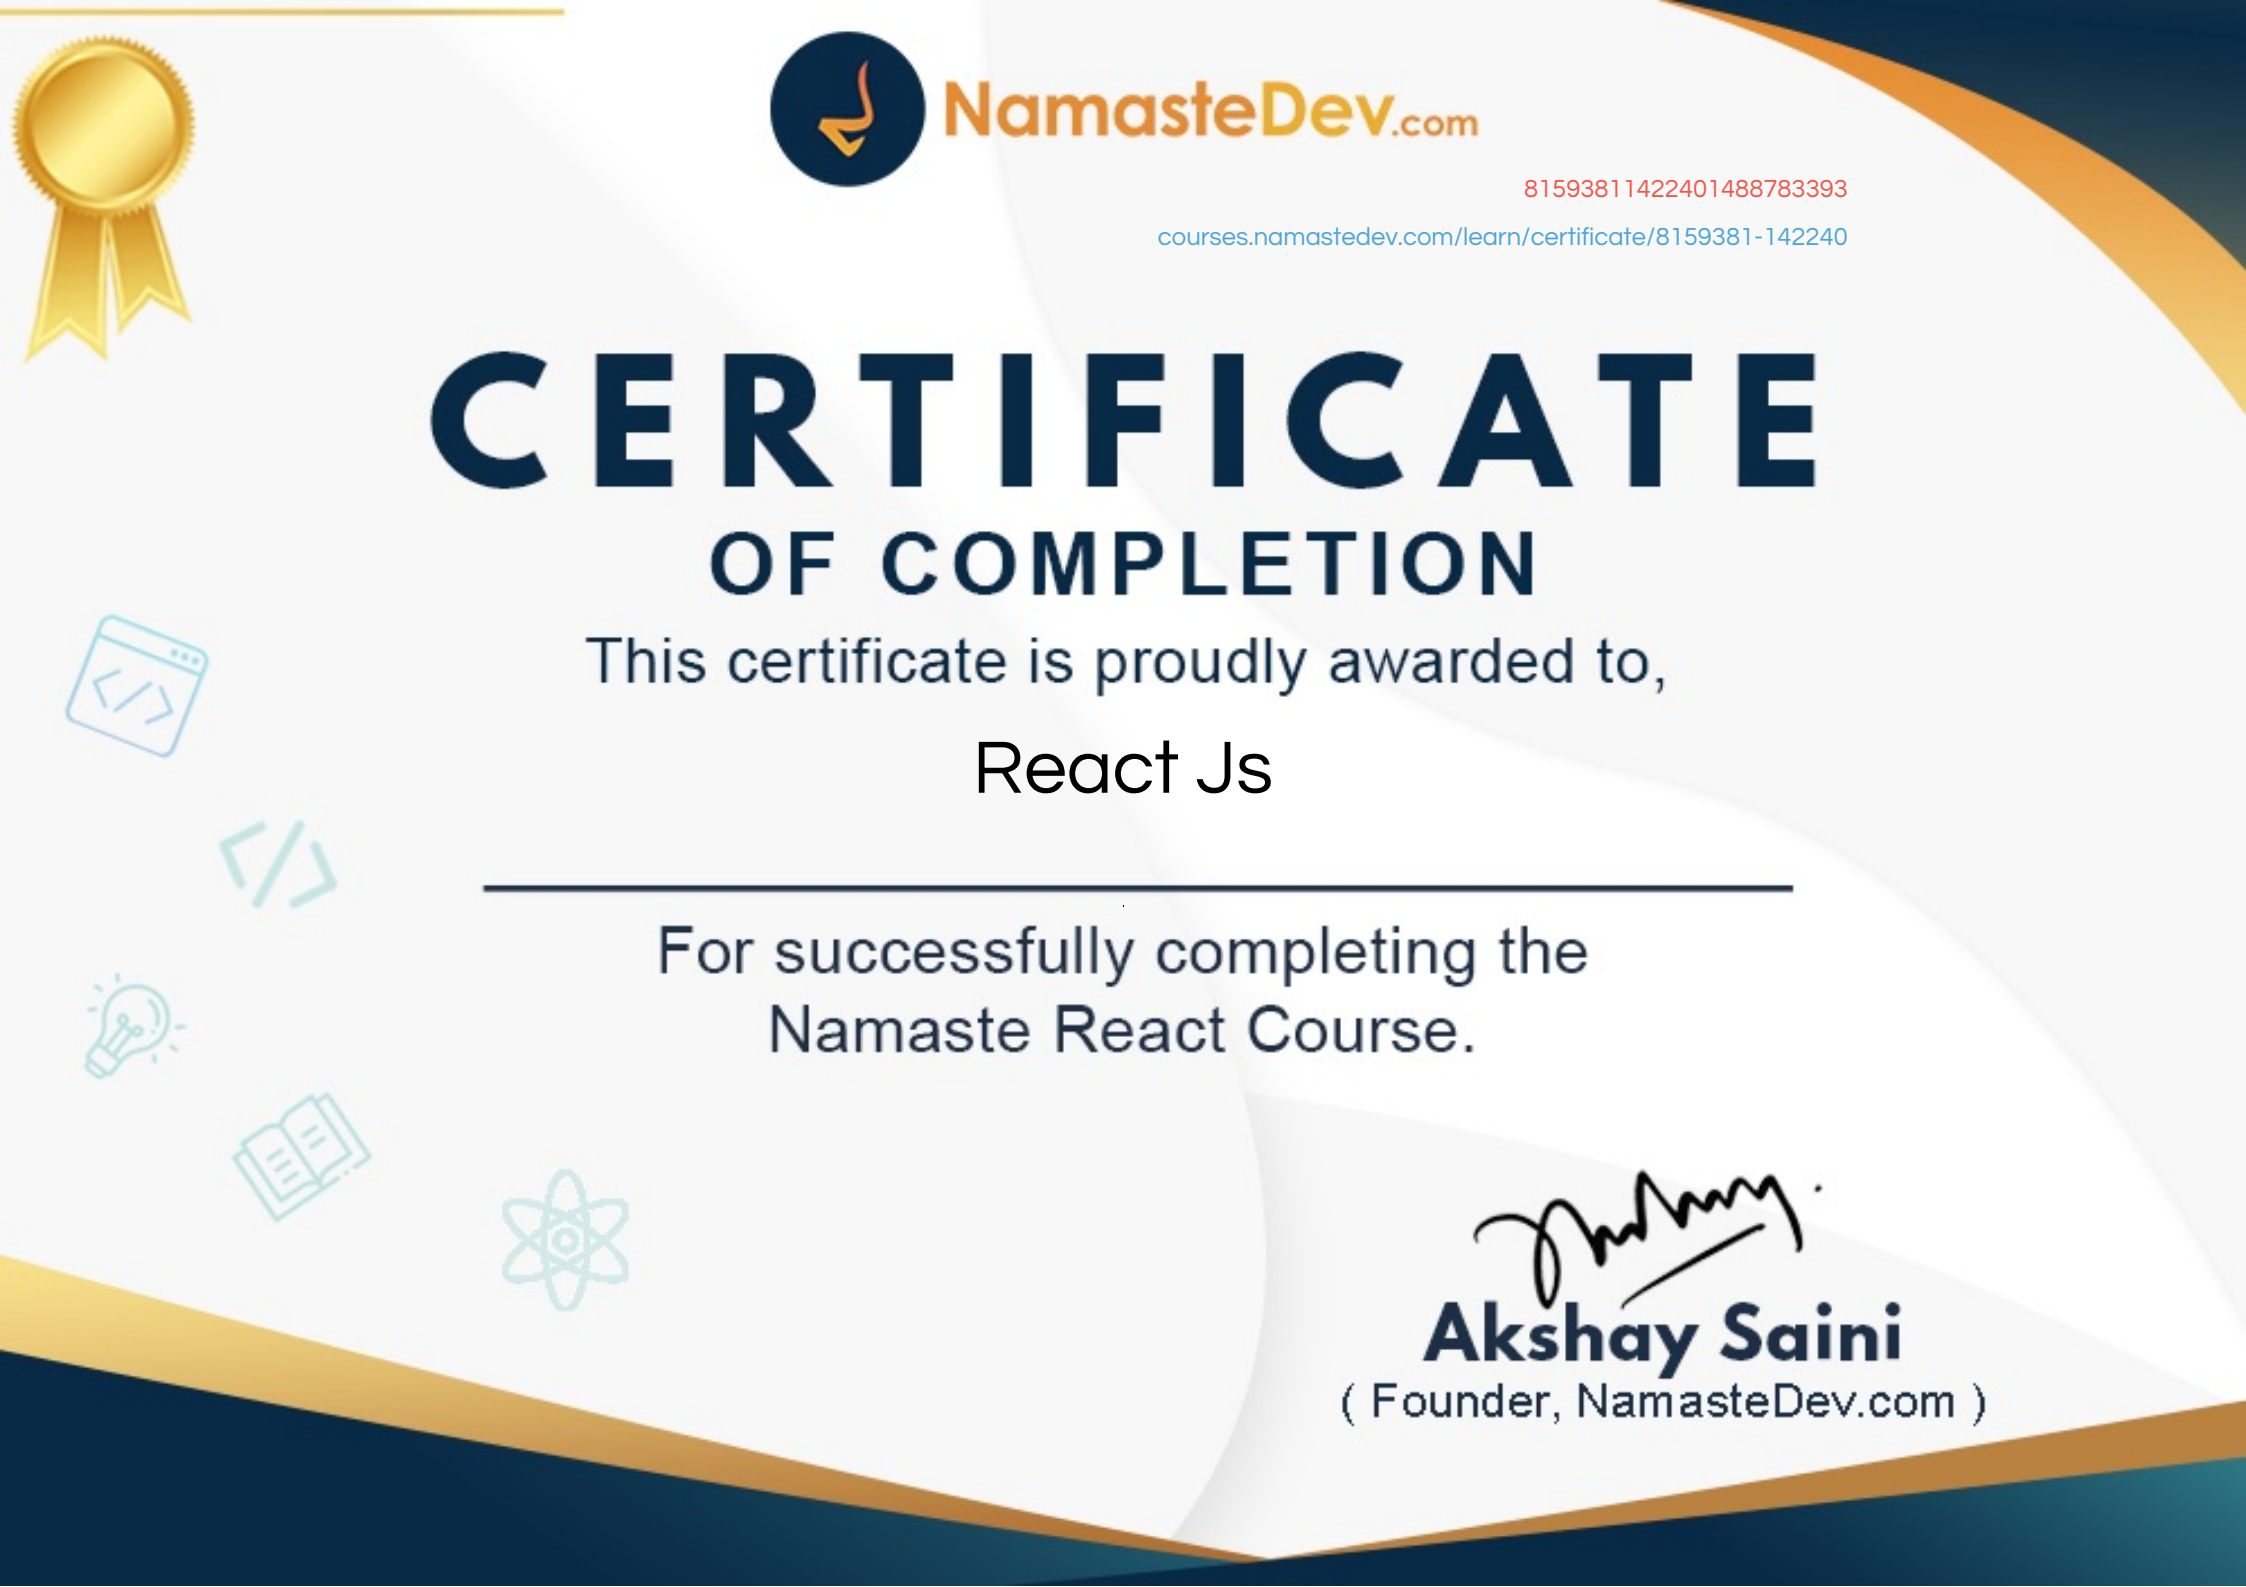 NamasteDev.com
81593811422401488783393
courses.namastedev.com/learn/certificate/8159381-142240
CERTIFICATE
OF COMPLETION
This certificate is proudly awarded to,
React Js
For successfully completing the
Namaste React Course.
Akshay Saini
( Founder, NamasteDev.com )